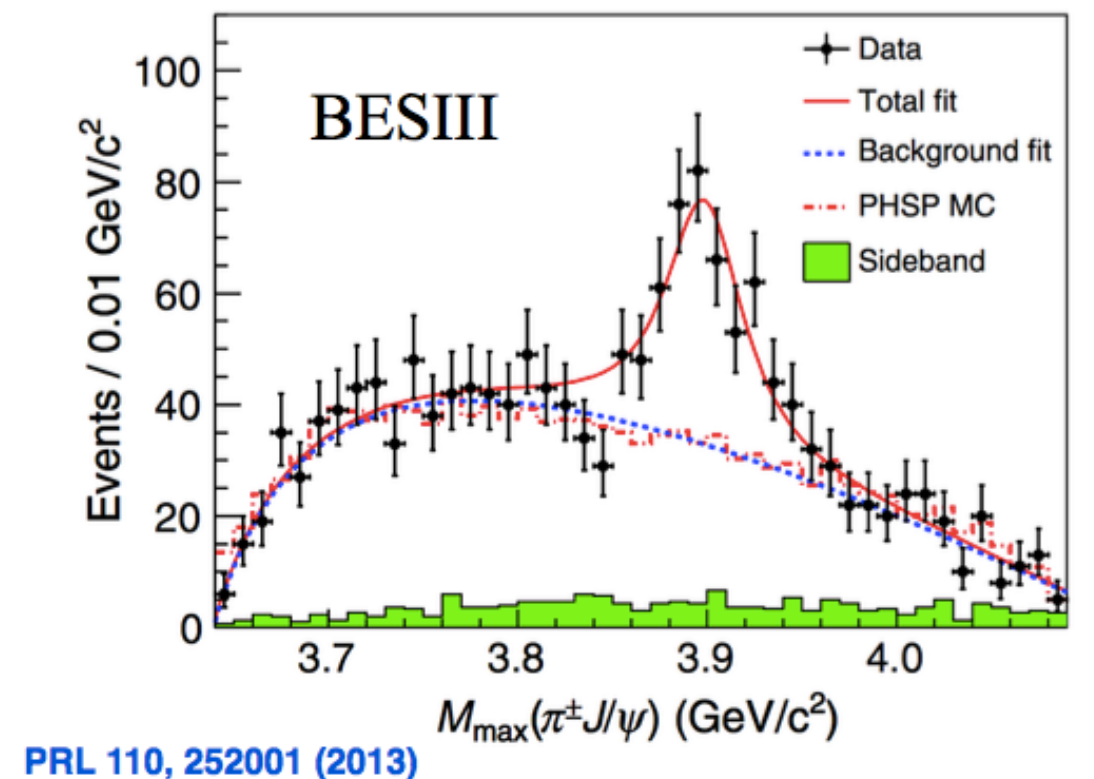 BESIII
Data
Total fit
Background fit
PHSP MC
Sideband
Events / 0.01 GeV/c²
100
80
60
40
20
0
3.7 3.8 3.9 4.0
M_max(π±J/ψ) (GeV/c²)
PRL 110, 252001 (2013)